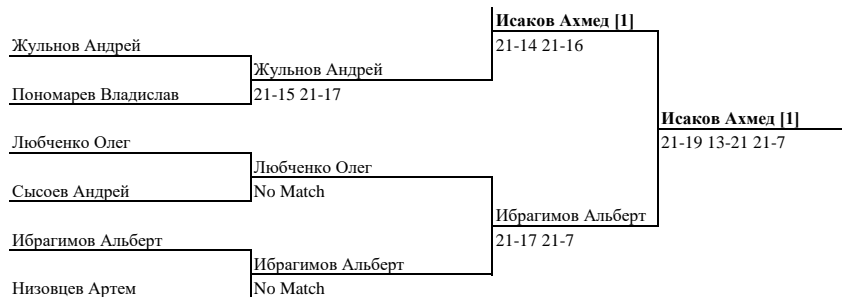 Исаков Ахмед [1]
Жульнов Андрей
21-14 21-16
Жульнов Андрей
Пономарев Владислав
21-15 21-17
Исаков Ахмед [1]
Любченко Олег
21-19 13-21 21-7
Любченко Олег
Сысоев Андрей
No Match
Ибрагимов Альберт
Ибрагимов Альберт
21-17 21-7
Ибрагимов Альберт
Низовцев Артем
No Match